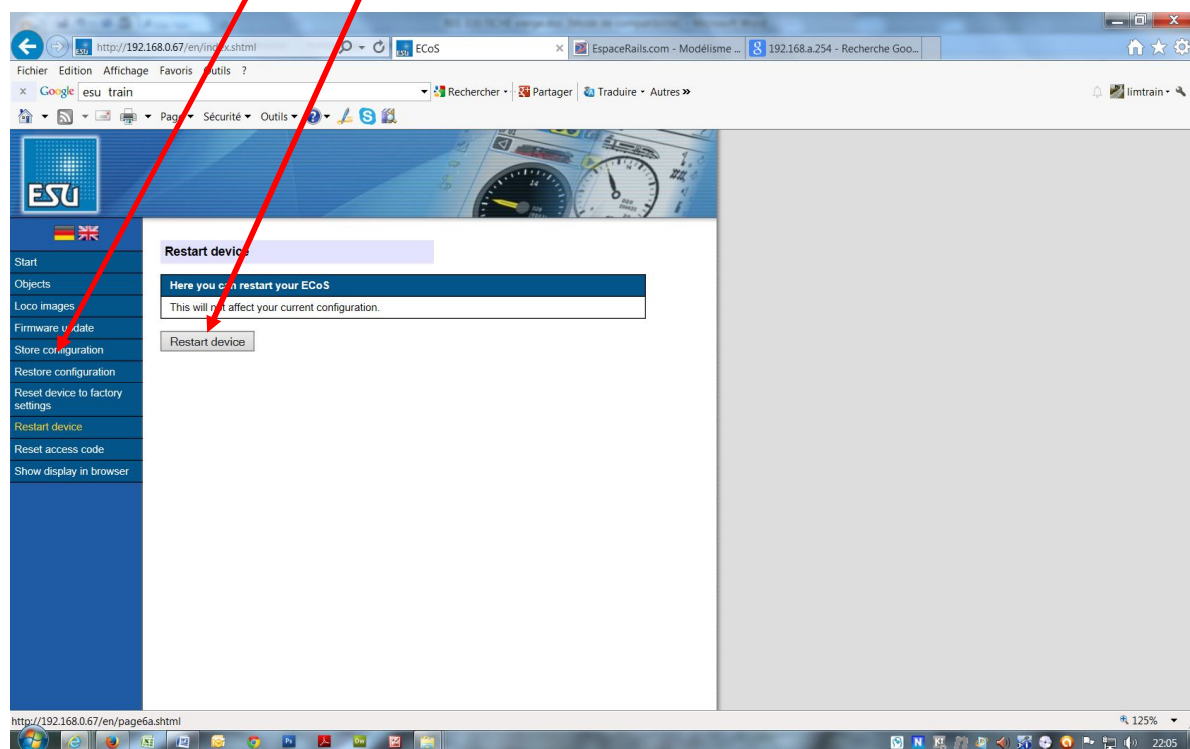 http://192.168.0.67/en/index.shtml
ECoS
EspaceRails.com - Modélisme ...
192.168.a.254 - Recherche Goo...
Fichier Edition Affichage Favoris Outils ?
x Google esu train Rechercher Partager Traduire Autres » limtrain
Page Sécurité Outils
ESU
Restart device
Start
Objects
Here you can restart your ECoS
Loco images
This will not affect your current configuration.
Firmware update
Restart device
Store configuration
Restore configuration
Reset device to factory
settings
Restart device
Reset access code
Show display in browser
http://192.168.0.67/en/page6a.shtml
125%
22:05